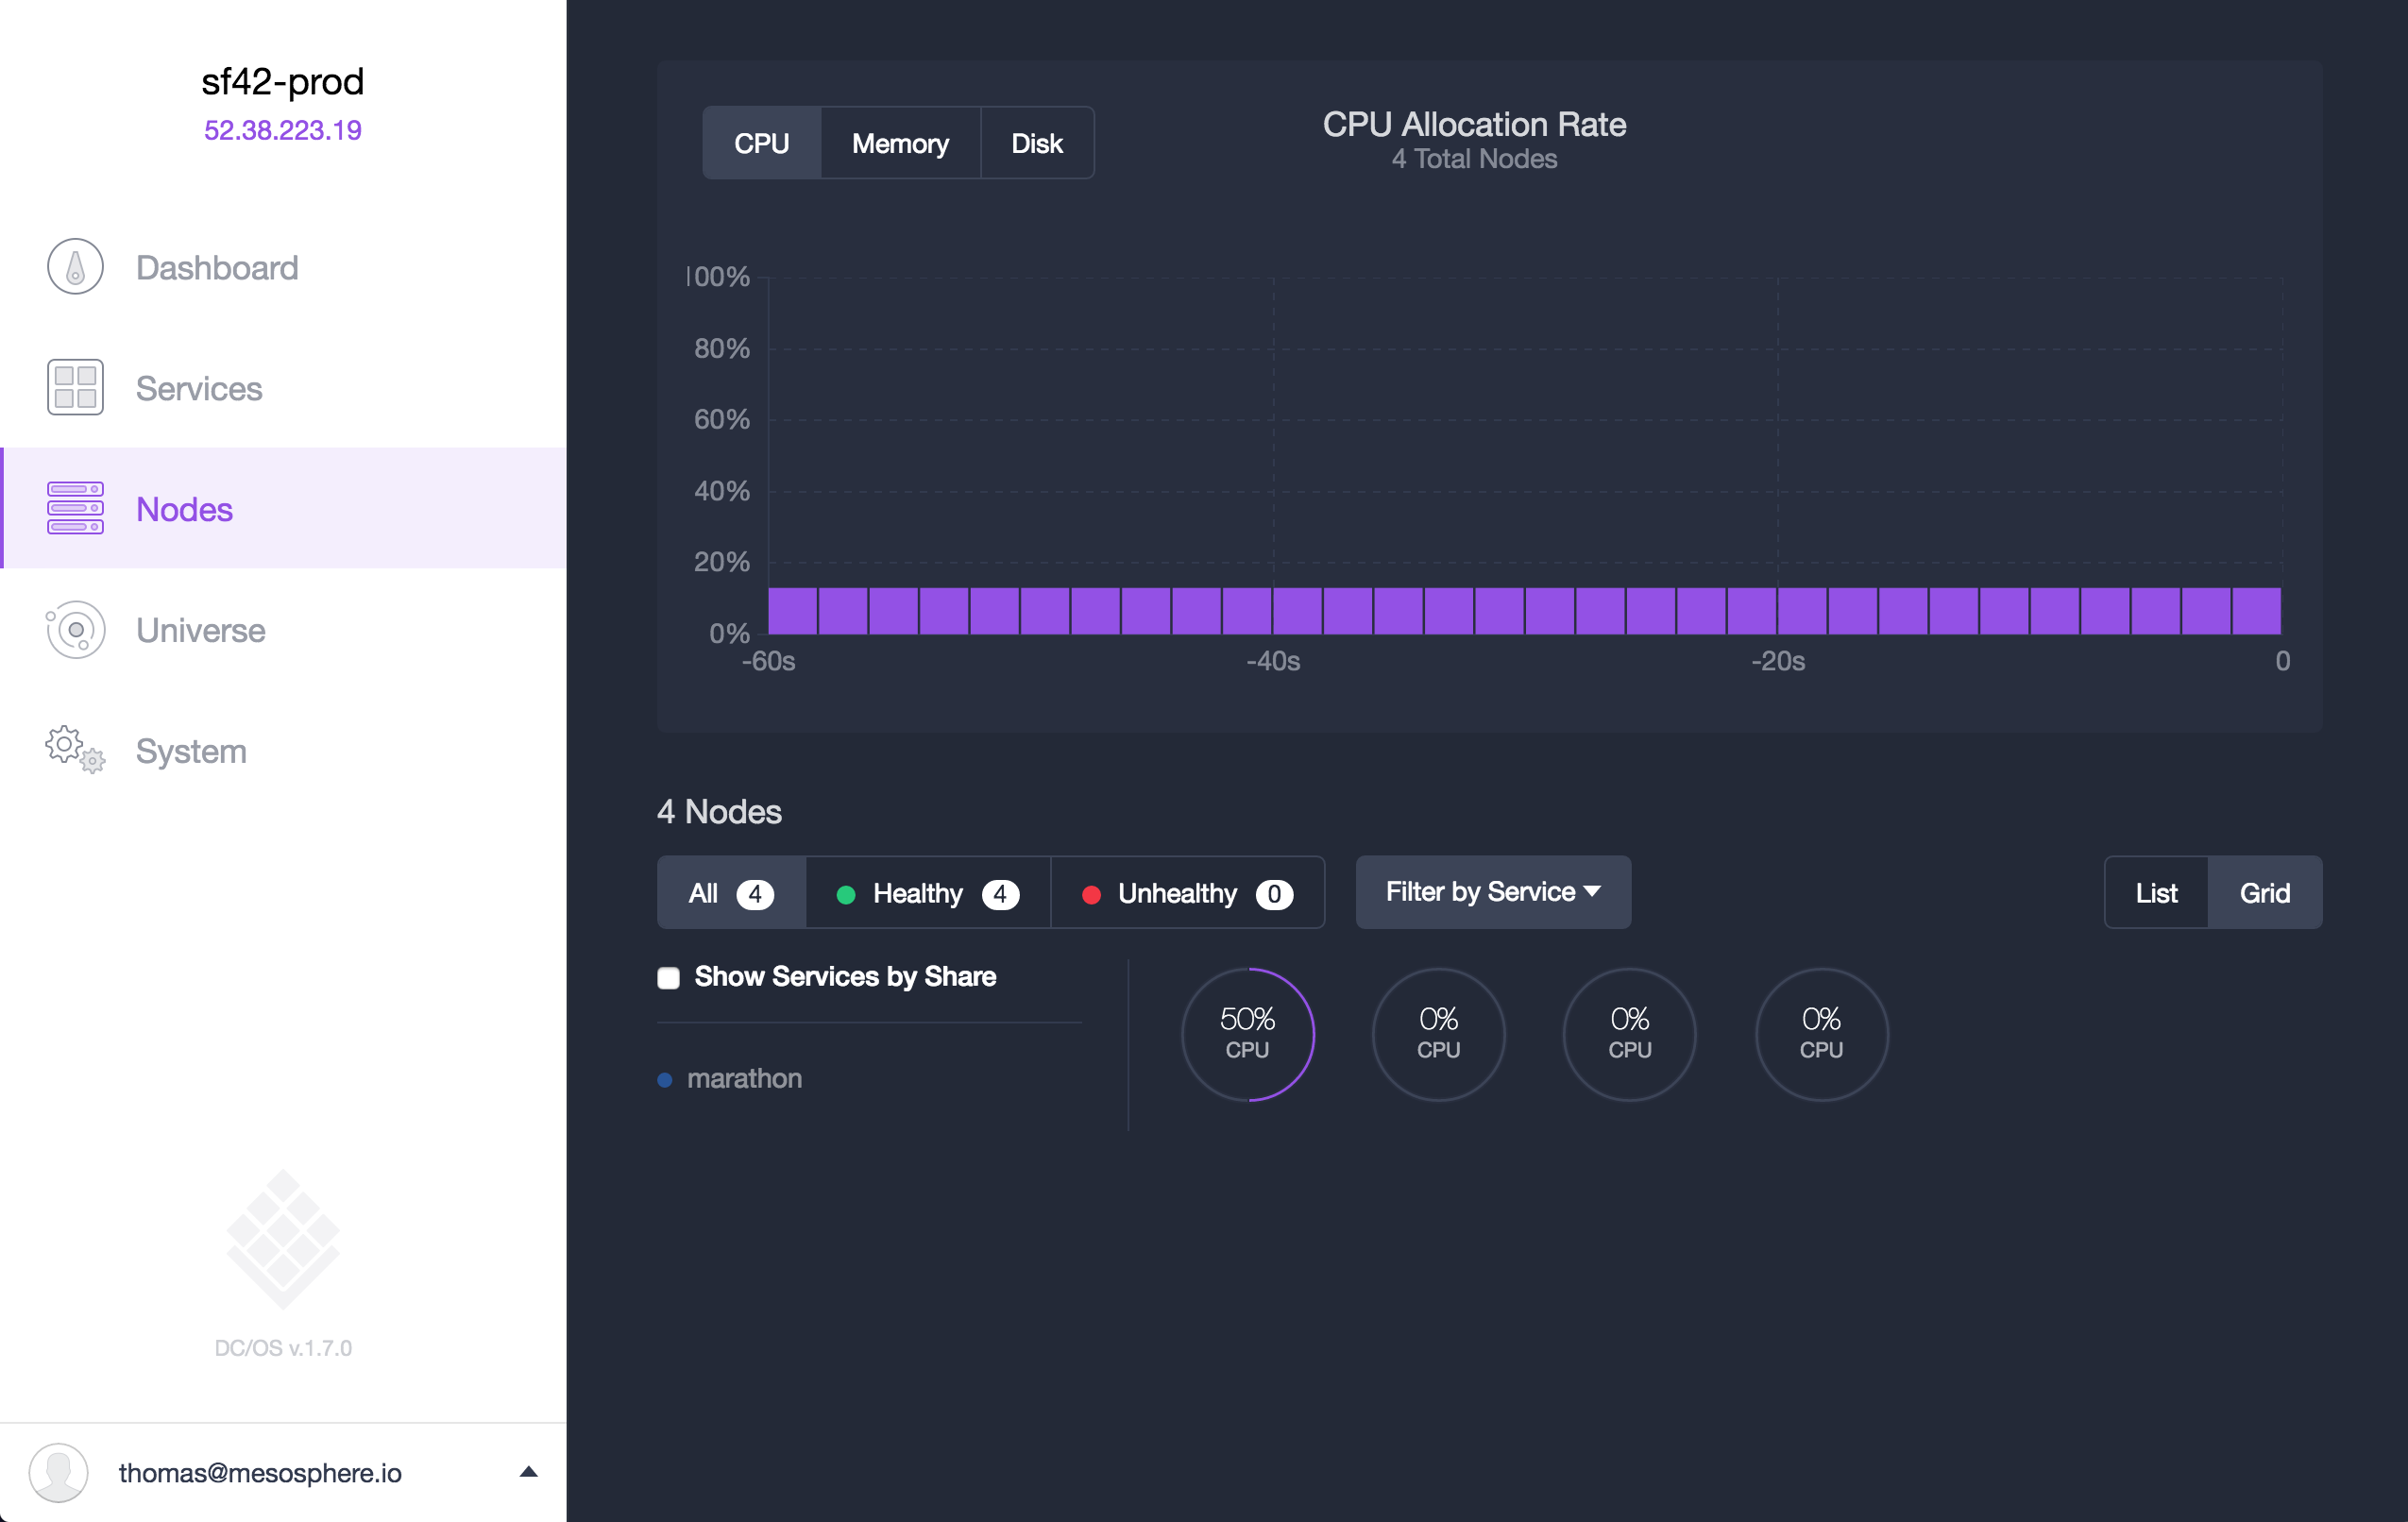 sf42-prod
52.38.223.19
Dashboard
Services
Nodes
Universe
System
DC/OS v.1.7.0
thomas@mesosphere.io
CPU Memory Disk
CPU Allocation Rate
4 Total Nodes
100%
80%
60%
40%
20%
0%
-60s -40s -20s 0
4 Nodes
All 4 Healthy 4 Unhealthy 0 Filter by Service List Grid
Show Services by Share
marathon
50% 0% 0% 0%
CPU CPU CPU CPU